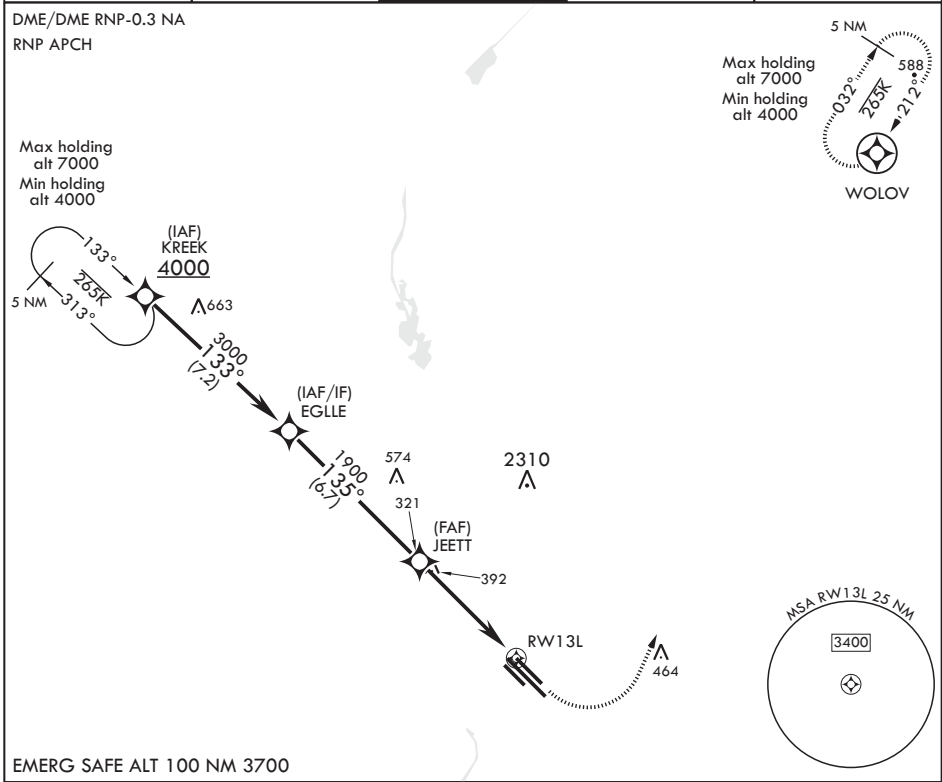 DME/DME RNP-0.3 NA
RNP APCH
5 NM
Max holding
alt 7000
Min holding
alt 4000
588
032°
265K
212°
WOLOV
Max holding
alt 7000
Min holding
alt 4000
(IAF)
KREEK
4000
133°
265K
313°
5 NM
663
3000
133°
(7.2)
(IAF/IF)
EGLLE
1900
135°
(6.7)
574
2310
321
(FAF)
JEETT
392
RW13L
464
MSA RW13L 25 NM
3400
EMERG SAFE ALT 100 NM 3700